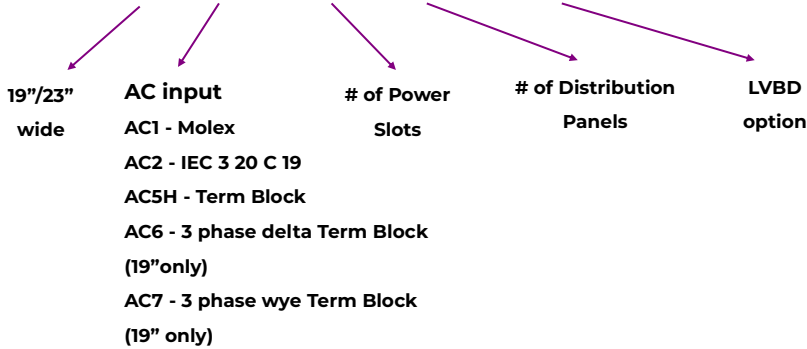 19”/23”
wide
AC input
AC1 - Molex
AC2 - IEC 3 20 C 19
AC5H - Term Block
AC6 - 3 phase delta Term Block
(19”only)
AC7 - 3 phase wye Term Block
(19” only)
# of Power
Slots
# of Distribution
Panels
LVBD
option